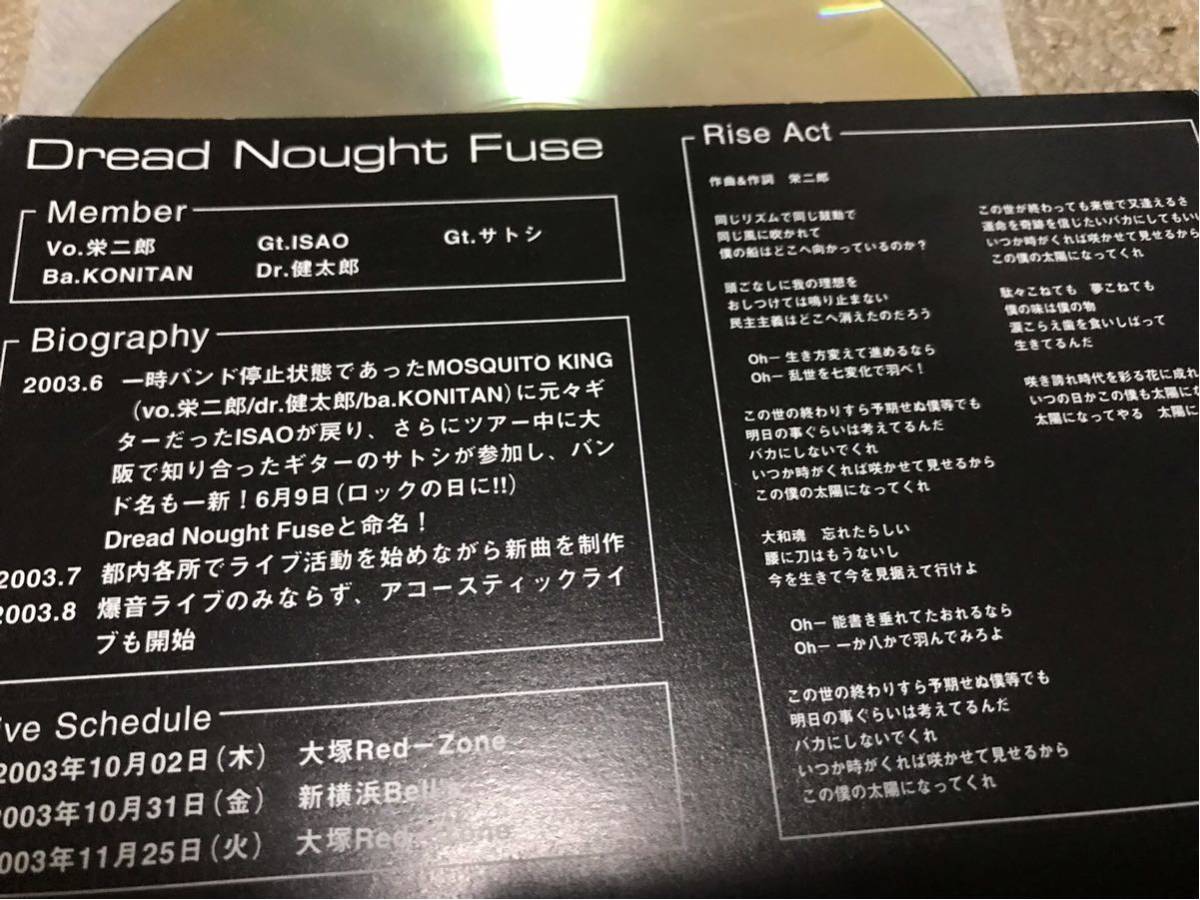 Dread Nought Fuse
Member
Vo.栄二郎 Gt.ISAO Gt.サトシ
Ba.KONITAN Dr.健太郎
Biography
2003.6 一時バンド停止状態であったMOSQUITO KING
(vo.栄二郎/dr.健太郎/ba.KONITAN)に元々ギ
ターだったISAOが戻り、さらにツアー中に大
阪で知り合ったギターのサトシが参加し、バン
ド名も一新！6月9日(ロックの日に!!)
Dread Nought Fuseと命名！
2003.7 都内各所でライブ活動を始めながら新曲を制作
2003.8 爆音ライブのみならず、アコースティックライ
ブも開始
ive Schedule
2003年10月02日(木) 大塚Red－Zone
2003年10月31日(金) 新横浜Bell
003年11月25日(火) 大塚Red－Zone
Rise Act
作曲&作詞 栄二郎
同じリズムで同じ鼓動で
同じ風に吹かれて
僕の船はどこへ向かっているのか？
頭ごなしに我の理想を
おしつけては鳴り止まない
民主主義はどこへ消えたのだろう
Oh－ 生き方変えて進めるなら
Oh－ 乱世を七変化で羽べ！
この世の終わりすら予期せぬ僕等でも
明日の事ぐらいは考えてるんだ
バカにしないでくれ
いつか時がくれば咲かせて見せるから
この僕の太陽になってくれ
大和魂 忘れたらしい
腰に刀はもうないし
今を生きて今を見据えて行けよ
Oh－ 能書き垂れてたおれるなら
Oh－ 一か八かで羽んでみろよ
この世の終わりすら予期せぬ僕等でも
明日の事ぐらいは考えてるんだ
バカにしないでくれ
いつか時がくれば咲かせて見せるから
この僕の太陽になってくれ
この世が終わっても来世で又逢えるさ
運命を奇跡を信じたいバカにしてもいい
いつか時がくれば咲かせて見せるから
この僕の太陽になってくれ
駄々こねても 夢こねても
僕の味は僕の物
涙こらえ歯を食いしばって
生きてるんだ
咲き誇れ時代を彩る花に成れ
いつの日かこの僕も太陽に
太陽になってやる 太陽に